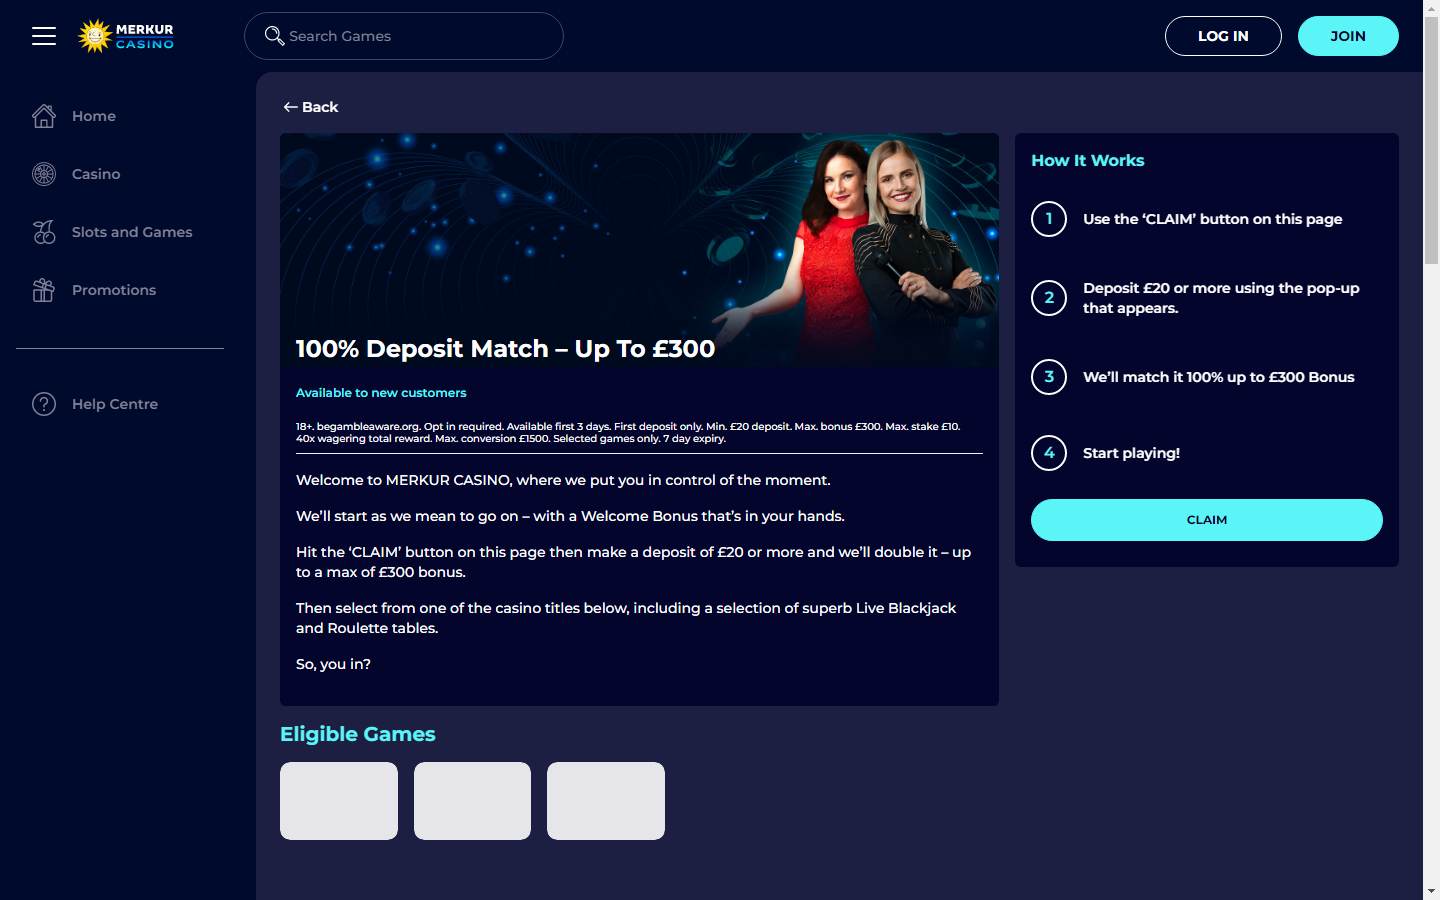 MERKUR
CASINO
Search Games
LOG IN
JOIN
Home
Casino
Slots and Games
Promotions
Help Centre
Back
100% Deposit Match – Up To £300
Available to new customers
18+. begambleaware.org. Opt in required. Available first 3 days. First deposit only. Min. £20 deposit. Max. bonus £300. Max. stake £10.
40x wagering total reward. Max. conversion £1500. Selected games only. 7 day expiry.
Welcome to MERKUR CASINO, where we put you in control of the moment.
We’ll start as we mean to go on – with a Welcome Bonus that’s in your hands.
Hit the ‘CLAIM’ button on this page then make a deposit of £20 or more and we’ll double it – up
to a max of £300 bonus.
Then select from one of the casino titles below, including a selection of superb Live Blackjack
and Roulette tables.
So, you in?
Eligible Games
How It Works
1 Use the ‘CLAIM’ button on this page
2 Deposit £20 or more using the pop-up
that appears.
3 We’ll match it 100% up to £300 Bonus
4 Start playing!
CLAIM